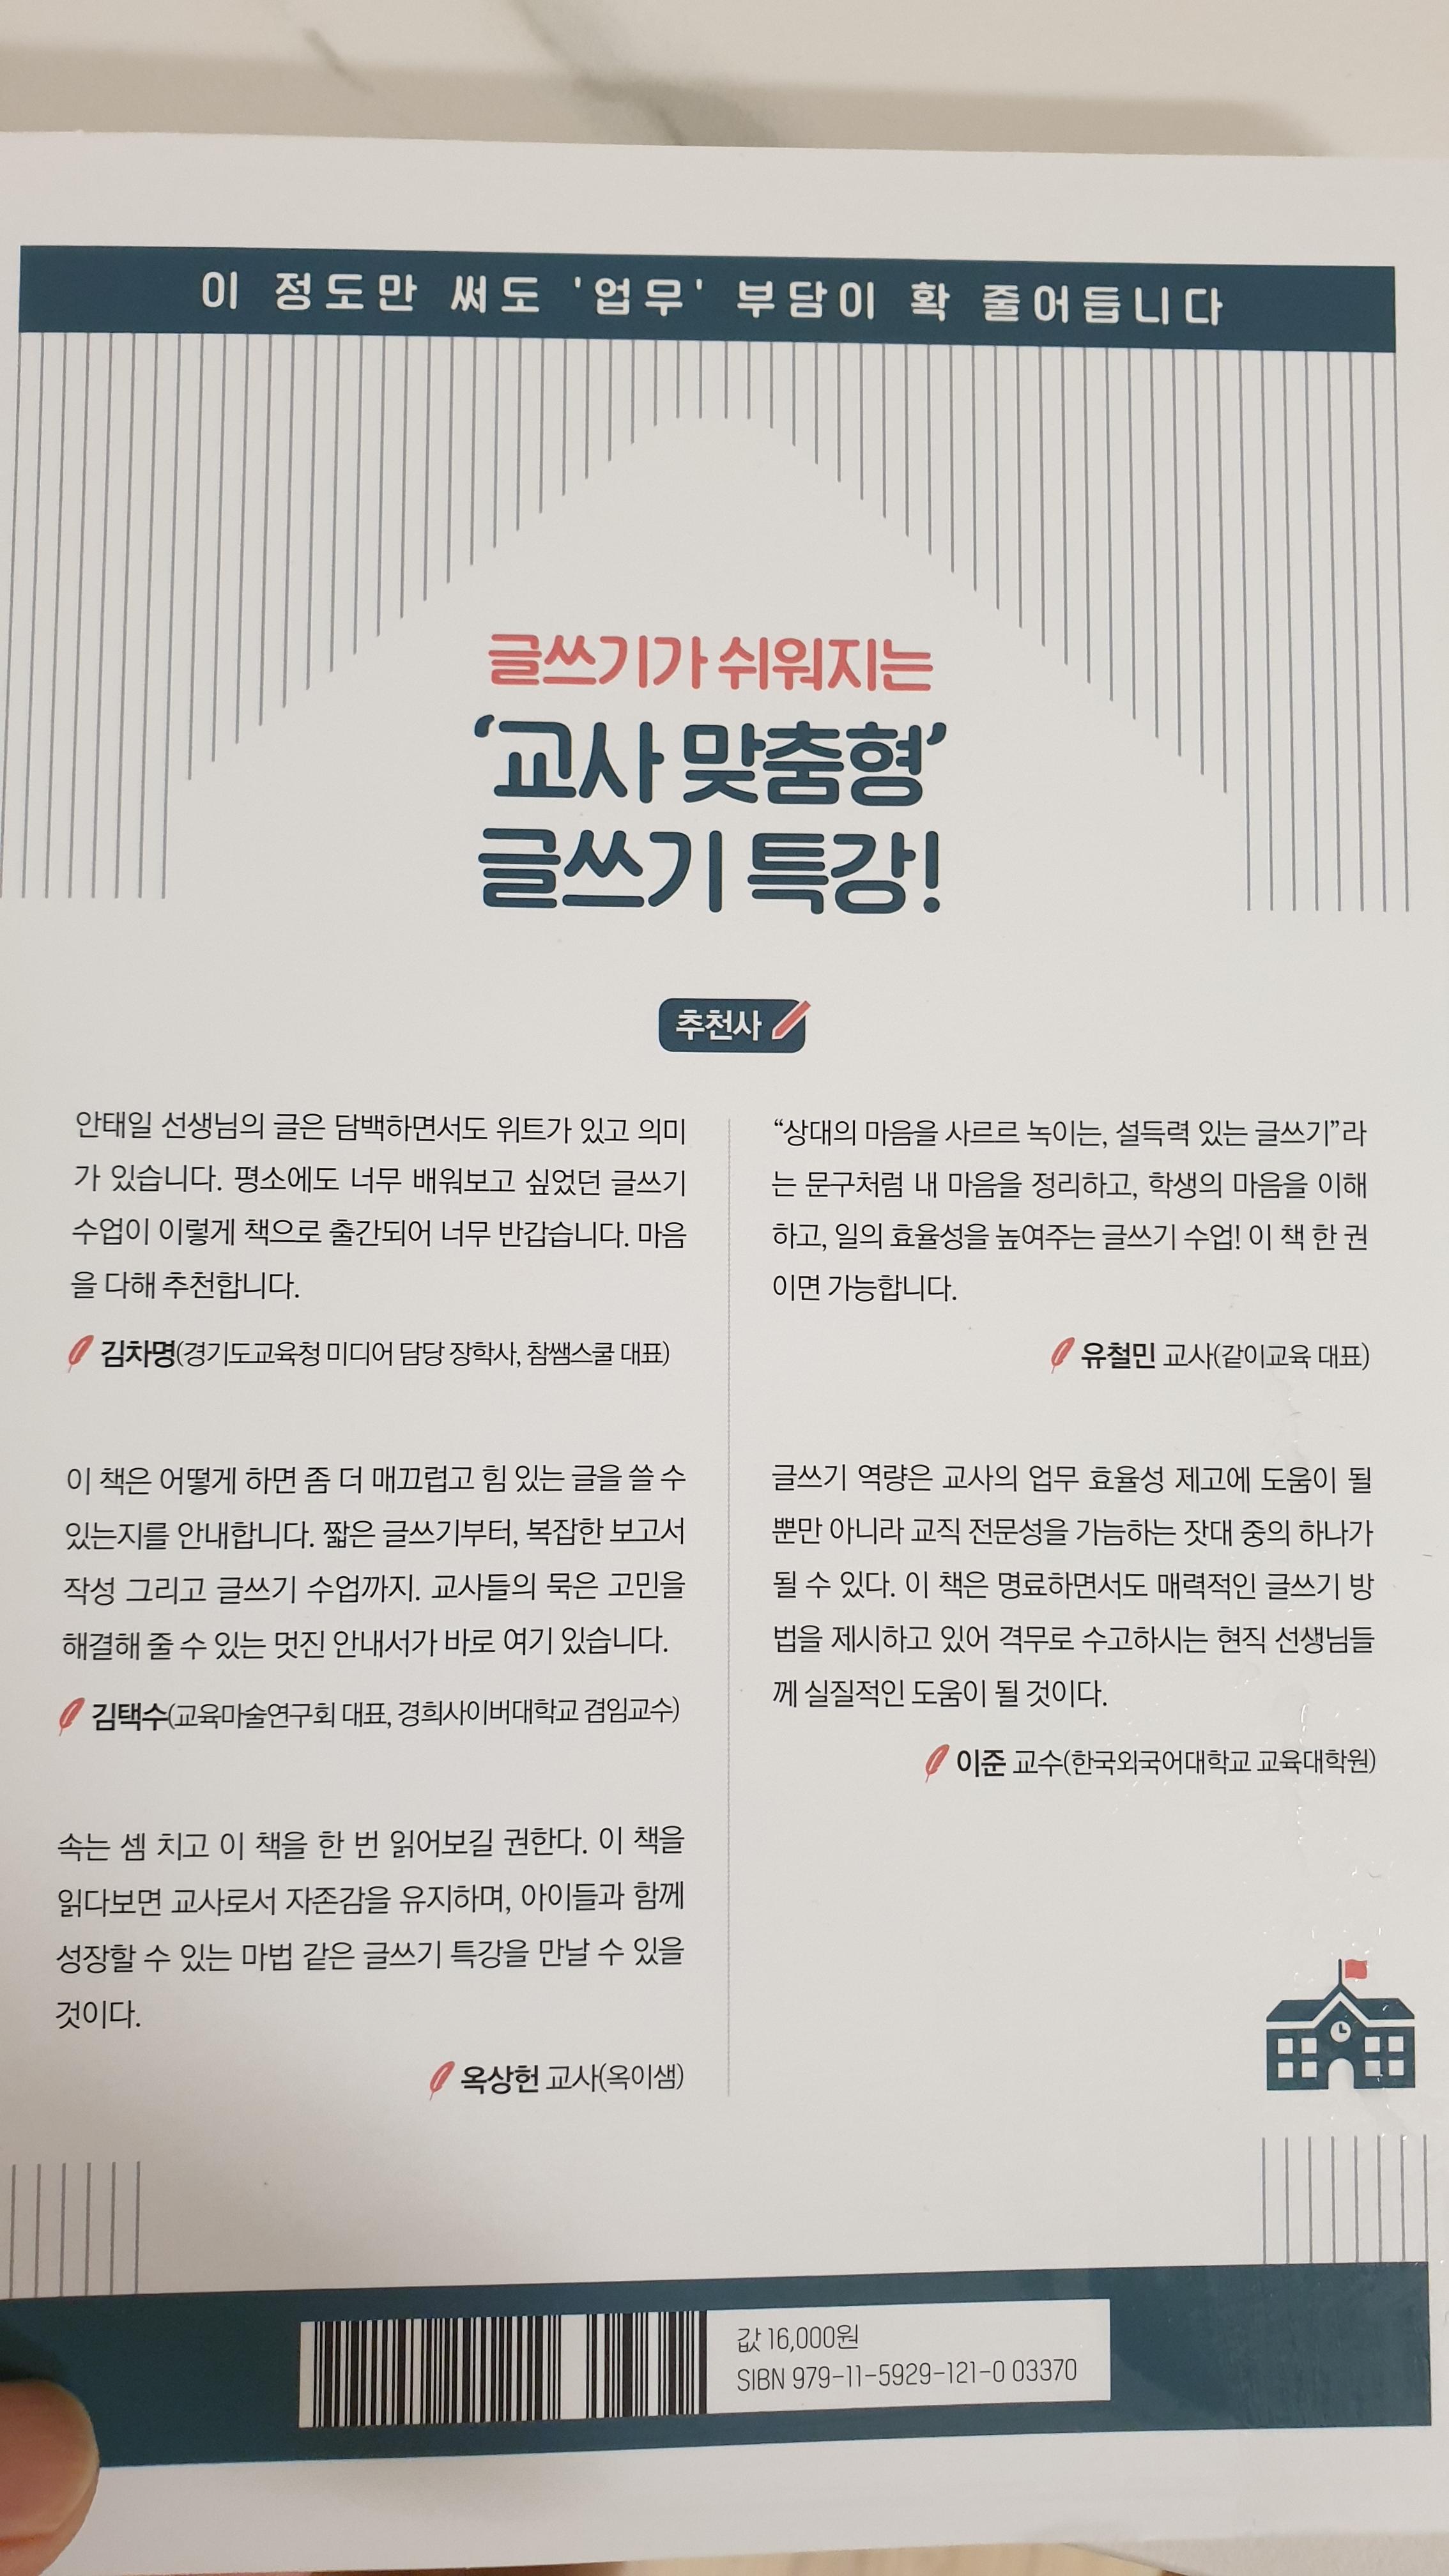 이 정도만 써도 '업무' 부담이 확 줄어듭니다
글쓰기가 쉬워지는
‘교사 맞춤형’
글쓰기 특강!
추천사
안태일 선생님의 글은 담백하면서도 위트가 있고 의미
가 있습니다. 평소에도 너무 배워보고 싶었던 글쓰기
수업이 이렇게 책으로 출간되어 너무 반갑습니다. 마음
을 다해 추천합니다.
김차명(경기도교육청 미디어 담당 장학사, 참쌤스쿨 대표)
이 책은 어떻게 하면 좀 더 매끄럽고 힘 있는 글을 쓸 수
있는지를 안내합니다. 짧은 글쓰기부터, 복잡한 보고서
작성 그리고 글쓰기 수업까지. 교사들의 묵은 고민을
해결해 줄 수 있는 멋진 안내서가 바로 여기 있습니다.
김택수(교육마술연구회 대표, 경희사이버대학교 겸임교수)
속는 셈 치고 이 책을 한 번 읽어보길 권한다. 이 책을
읽다보면 교사로서 자존감을 유지하며, 아이들과 함께
성장할 수 있는 마법 같은 글쓰기 특강을 만날 수 있을
것이다.
옥상헌 교사(옥이샘)
“상대의 마음을 사르르 녹이는, 설득력 있는 글쓰기”라
는 문구처럼 내 마음을 정리하고, 학생의 마음을 이해
하고, 일의 효율성을 높여주는 글쓰기 수업! 이 책 한 권
이면 가능합니다.
유철민 교사(같이교육 대표)
글쓰기 역량은 교사의 업무 효율성 제고에 도움이 될
뿐만 아니라 교직 전문성을 가늠하는 잣대 중의 하나가
될 수 있다. 이 책은 명료하면서도 매력적인 글쓰기 방
법을 제시하고 있어 격무로 수고하시는 현직 선생님들
께 실질적인 도움이 될 것이다.
이준 교수(한국외국어대학교 교육대학원)
값 16,000원
SIBN 979-11-5929-121-0 03370